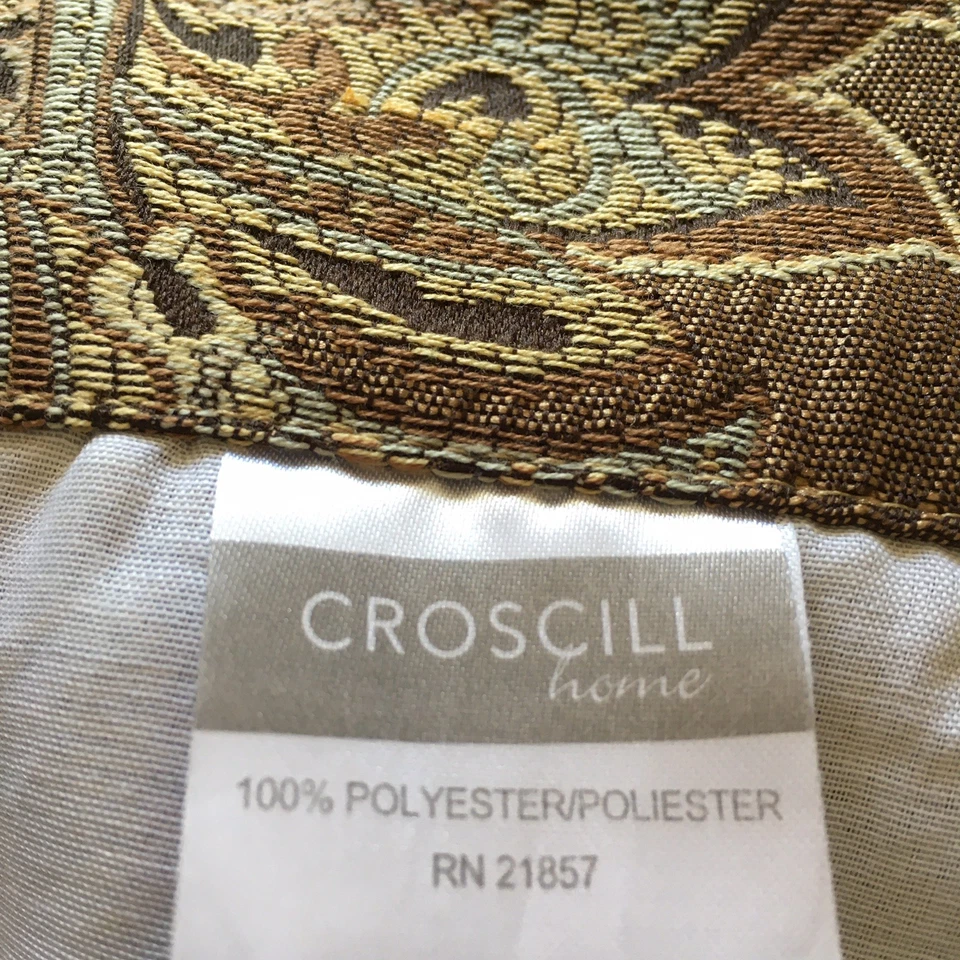 CROSCILL
home
100% POLYESTER/POLIESTER
RN 21857